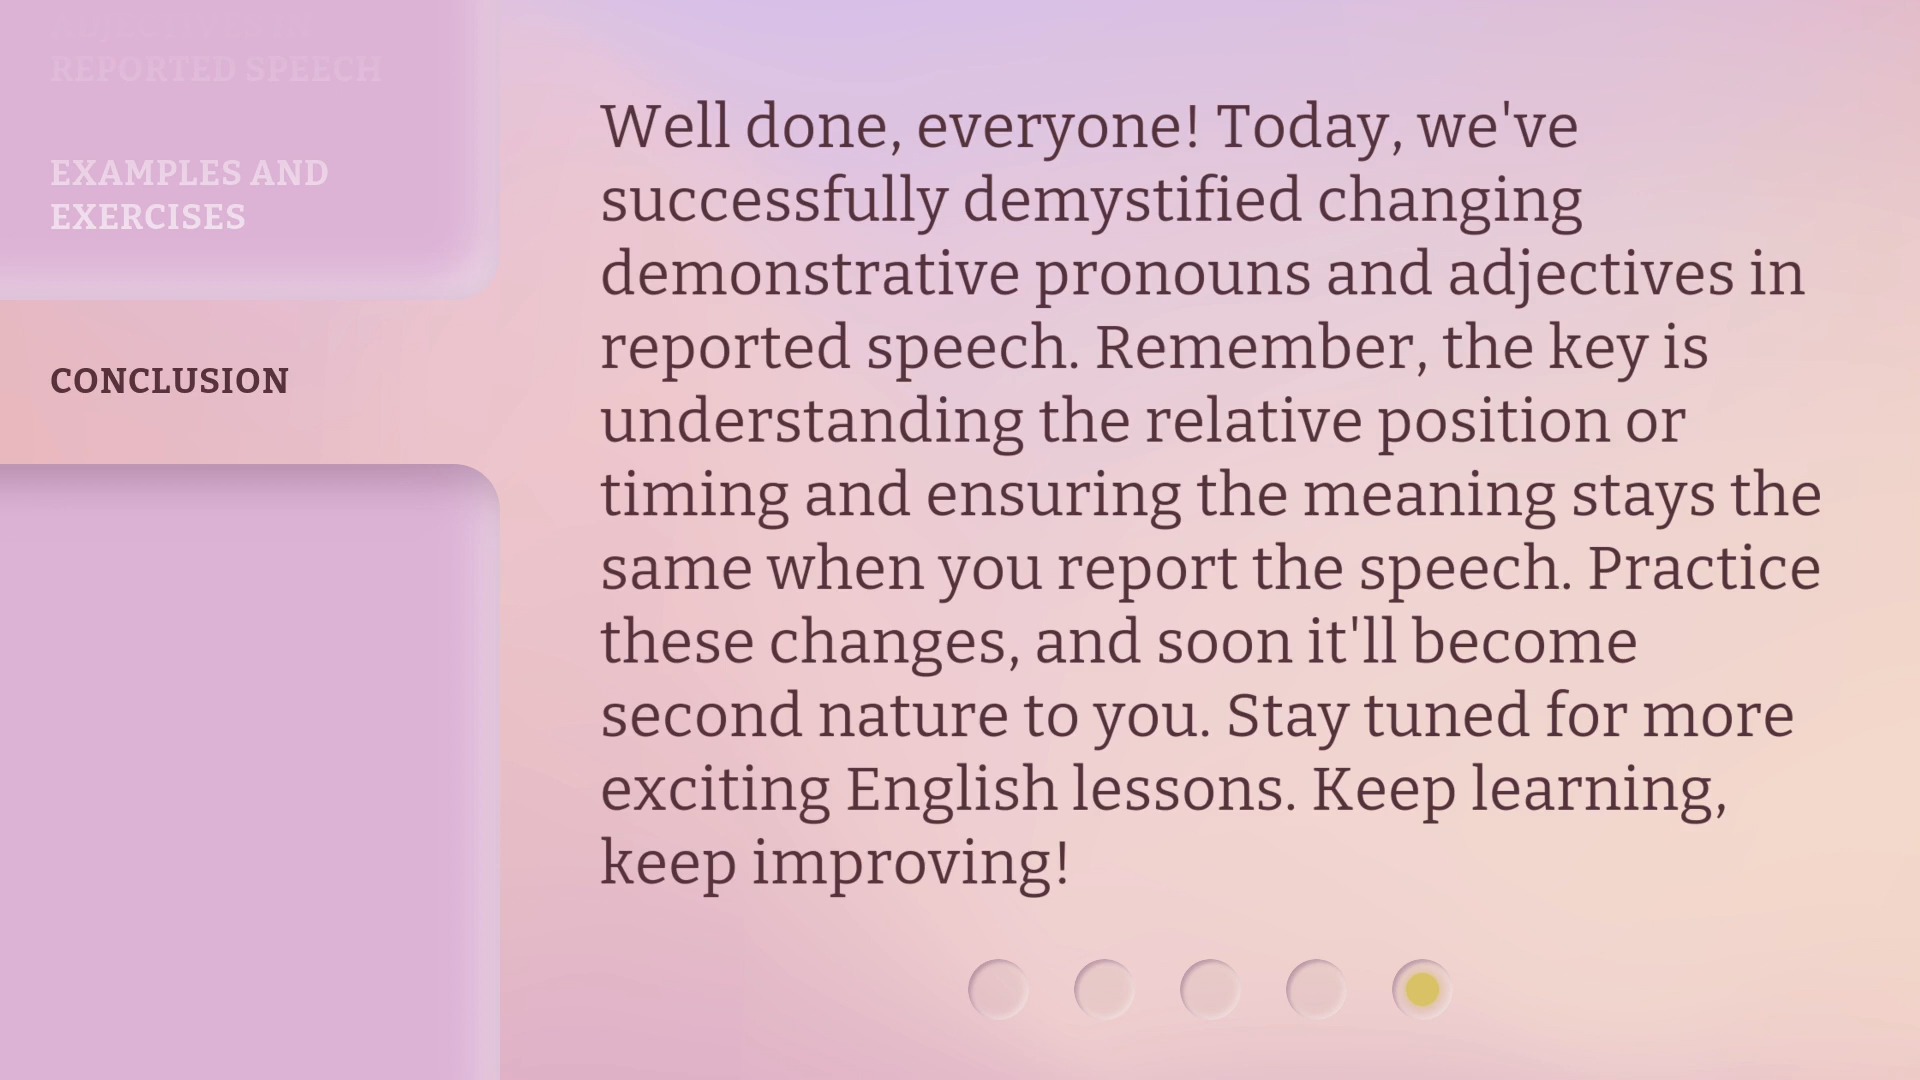 ADJECTIVES IN
REPORTED SPEECH
EXAMPLES AND
EXERCISES
CONCLUSION
Well done, everyone! Today, we've
successfully demystified changing
demonstrative pronouns and adjectives in
reported speech. Remember, the key is
understanding the relative position or
timing and ensuring the meaning stays the
same when you report the speech. Practice
these changes, and soon it'll become
second nature to you. Stay tuned for more
exciting English lessons. Keep learning,
keep improving!